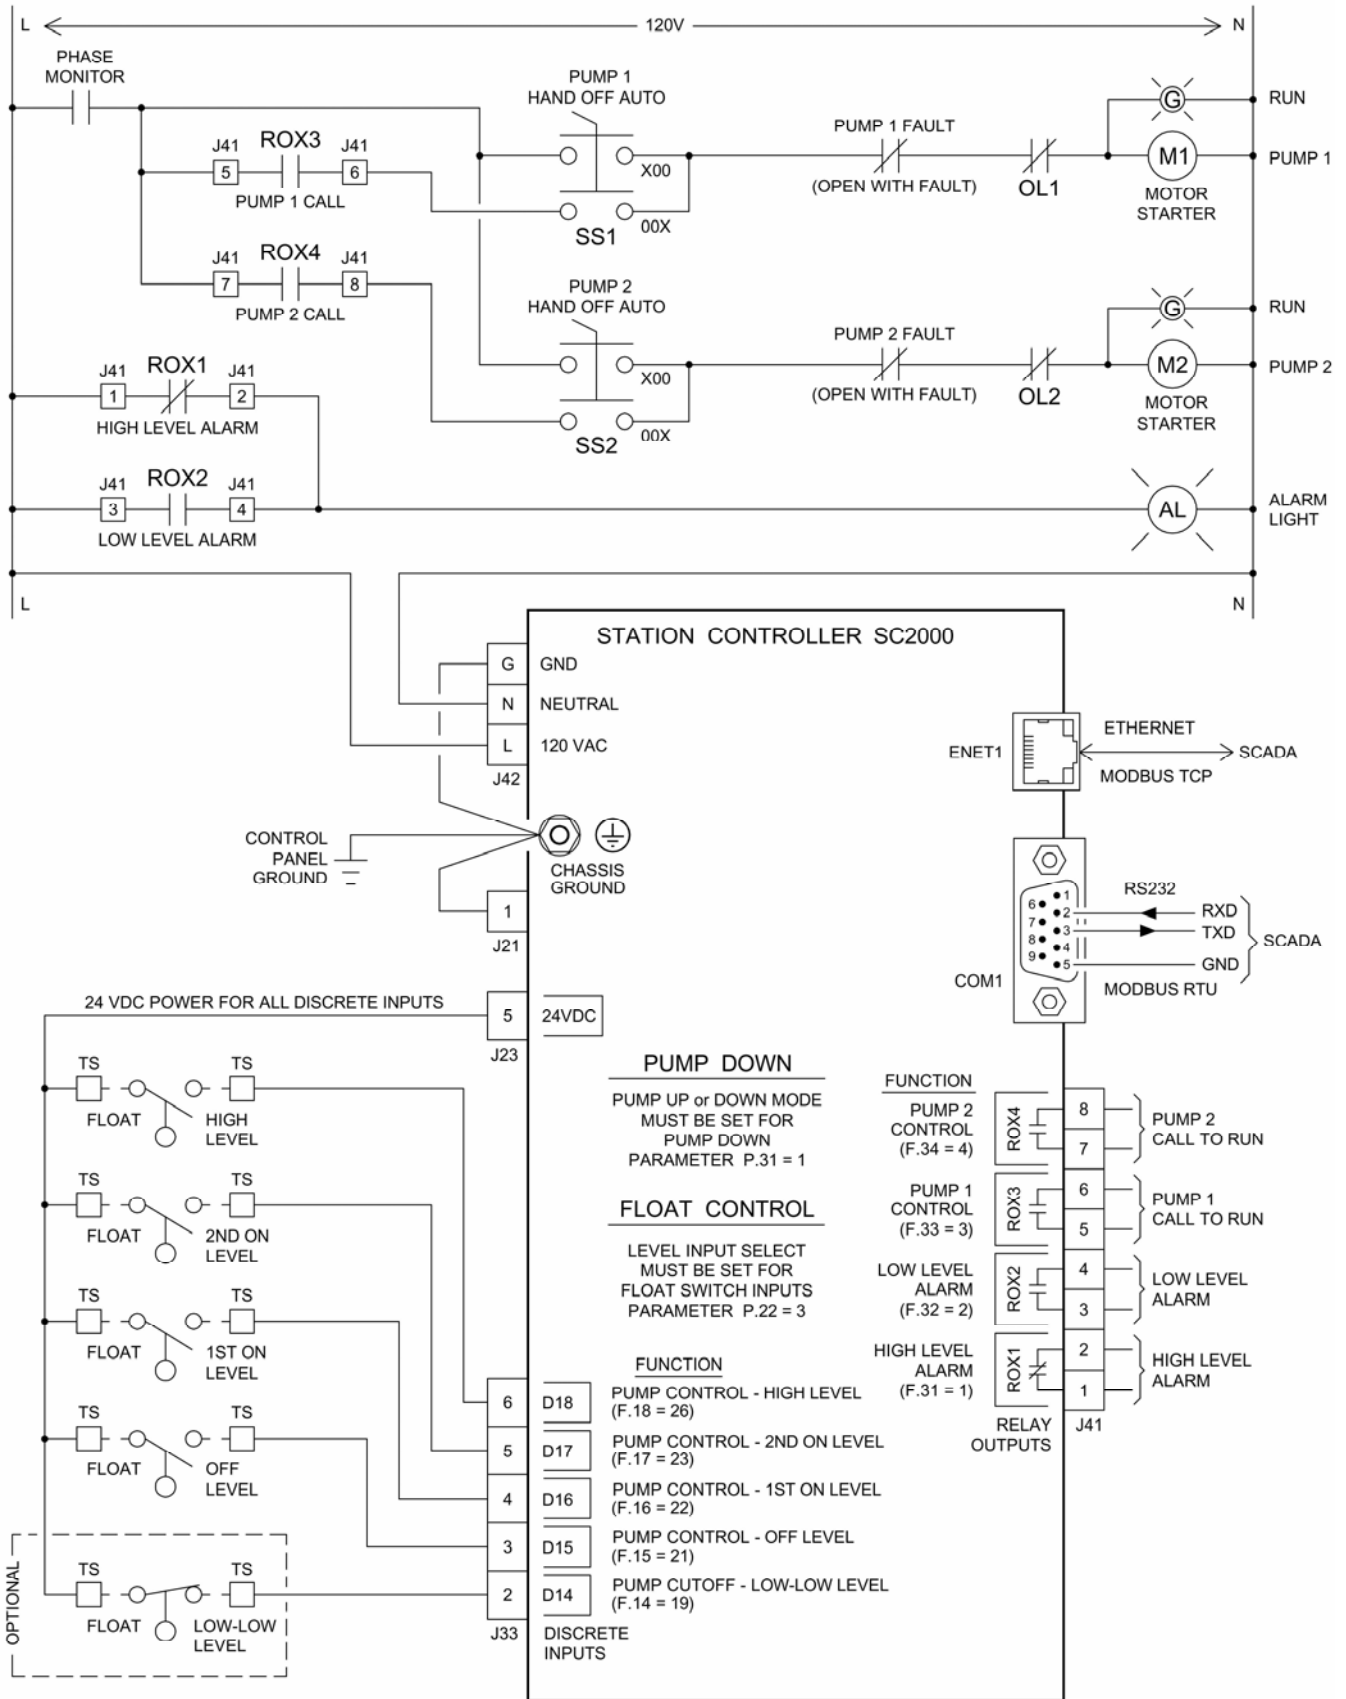 L
120V
N
PHASE
MONITOR
PUMP 1
HAND OFF AUTO
G
RUN
J41
ROX3
J41
5
6
PUMP 1 CALL
X00
00X
SS1
PUMP 1 FAULT
(OPEN WITH FAULT)
OL1
M1
PUMP 1
MOTOR
STARTER
J41
ROX4
J41
7
8
PUMP 2 CALL
PUMP 2
HAND OFF AUTO
G
RUN
X00
00X
SS2
PUMP 2 FAULT
(OPEN WITH FAULT)
OL2
M2
PUMP 2
MOTOR
STARTER
J41
ROX1
J41
1
2
HIGH LEVEL ALARM
J41
ROX2
J41
3
4
LOW LEVEL ALARM
AL
ALARM
LIGHT
L
N
STATION CONTROLLER SC2000
G
GND
N
NEUTRAL
L
120 VAC
J42
ENET1
ETHERNET
SCADA
MODBUS TCP
CONTROL
PANEL
GROUND
CHASSIS
GROUND
1
J21
COM1
1
2
3
4
5
6
7
8
9
RS232
RXD
TXD
GND
SCADA
MODBUS RTU
24 VDC POWER FOR ALL DISCRETE INPUTS
5
24VDC
J23
TS
TS
FLOAT
HIGH
LEVEL
TS
TS
FLOAT
2ND ON
LEVEL
TS
TS
FLOAT
1ST ON
LEVEL
TS
TS
FLOAT
OFF
LEVEL
OPTIONAL
TS
TS
FLOAT
LOW-LOW
LEVEL
PUMP DOWN
PUMP UP or DOWN MODE
MUST BE SET FOR
PUMP DOWN
PARAMETER P.31 = 1
FLOAT CONTROL
LEVEL INPUT SELECT
MUST BE SET FOR
FLOAT SWITCH INPUTS
PARAMETER P.22 = 3
FUNCTION
6
D18
PUMP CONTROL - HIGH LEVEL
(F.18 = 26)
5
D17
PUMP CONTROL - 2ND ON LEVEL
(F.17 = 23)
4
D16
PUMP CONTROL - 1ST ON LEVEL
(F.16 = 22)
3
D15
PUMP CONTROL - OFF LEVEL
(F.15 = 21)
2
D14
PUMP CUTOFF - LOW-LOW LEVEL
(F.14 = 19)
J33
DISCRETE
INPUTS
FUNCTION
PUMP 2
CONTROL
(F.34 = 4)
ROX4
8
7
PUMP 2
CALL TO RUN
PUMP 1
CONTROL
(F.33 = 3)
ROX3
6
5
PUMP 1
CALL TO RUN
LOW LEVEL
ALARM
(F.32 = 2)
ROX2
4
3
LOW LEVEL
ALARM
HIGH LEVEL
ALARM
(F.31 = 1)
ROX1
2
1
HIGH LEVEL
ALARM
RELAY
OUTPUTS
J41